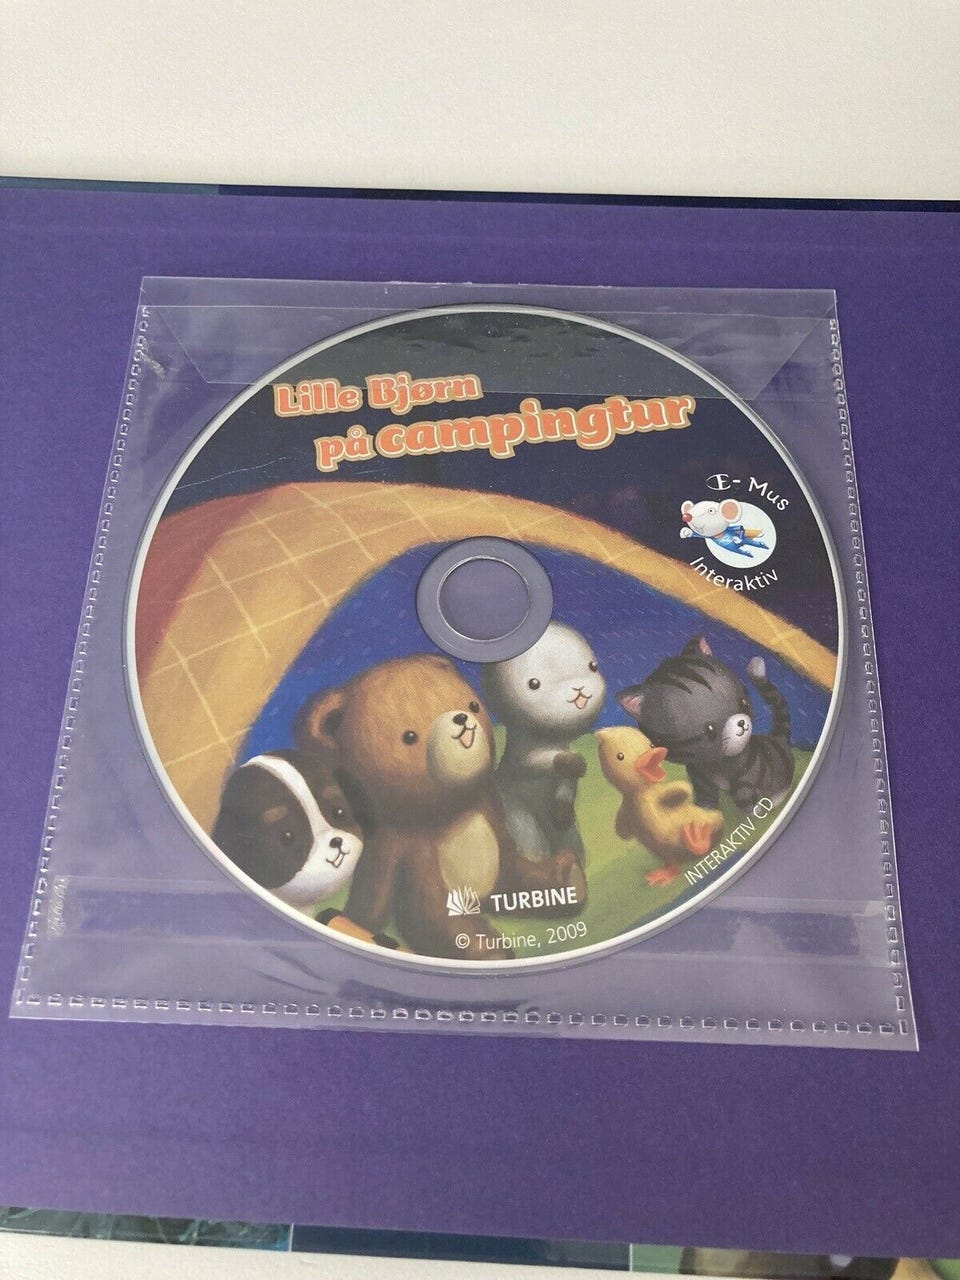 Lille Bjørn
på campingtur
E-Mus
Interaktiv
INTERAKTIV CD
TURBINE
© Turbine, 2009